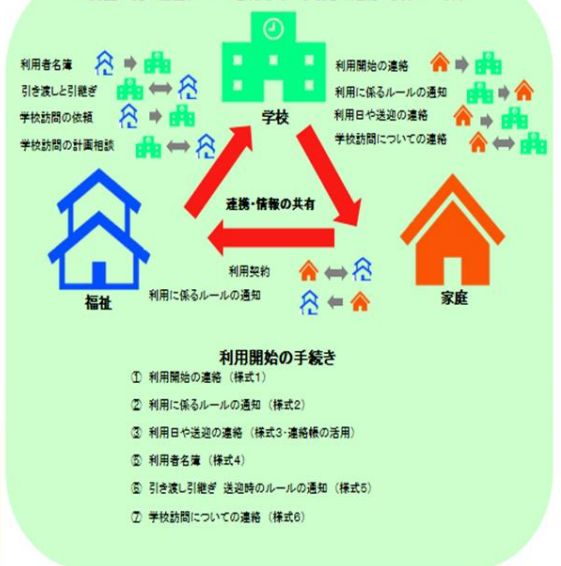 利用者名簿
引き渡しと引継ぎ
学校訪問の依頼
学校訪問の計画相談
学校
利用開始の連絡
利用に係るルールの通知
利用日や送迎の連絡
学校訪問についての連絡
連携・情報の共有
福祉
家庭
利用契約
利用に係るルールの通知
利用開始の手続き
① 利用開始の連絡（様式1）
② 利用に係るルールの通知（様式2）
③ 利用日や送迎の連絡（様式3・連絡帳の活用）
⑤ 利用者名簿（様式4）
⑥ 引き渡し引継ぎ 送迎時のルールの通知（様式5）
⑦ 学校訪問についての連絡（様式6）